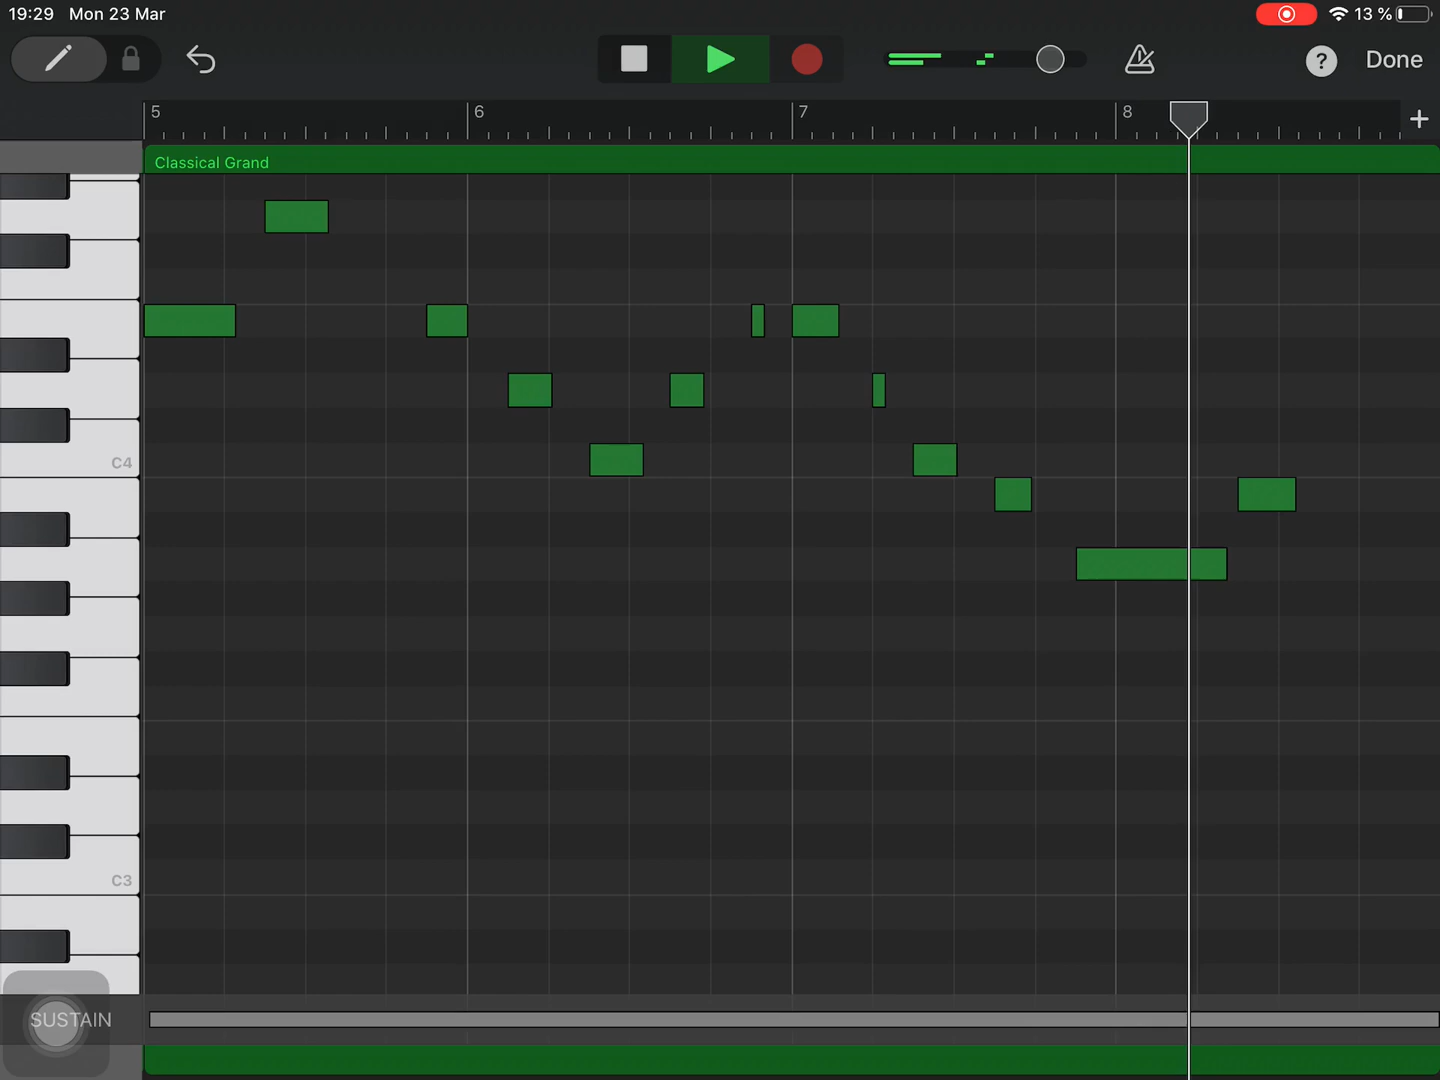 19:29 Mon 23 Mar 13 %
? Done
5 6 7 8 +
Classical Grand
C4
C3
SUSTAIN